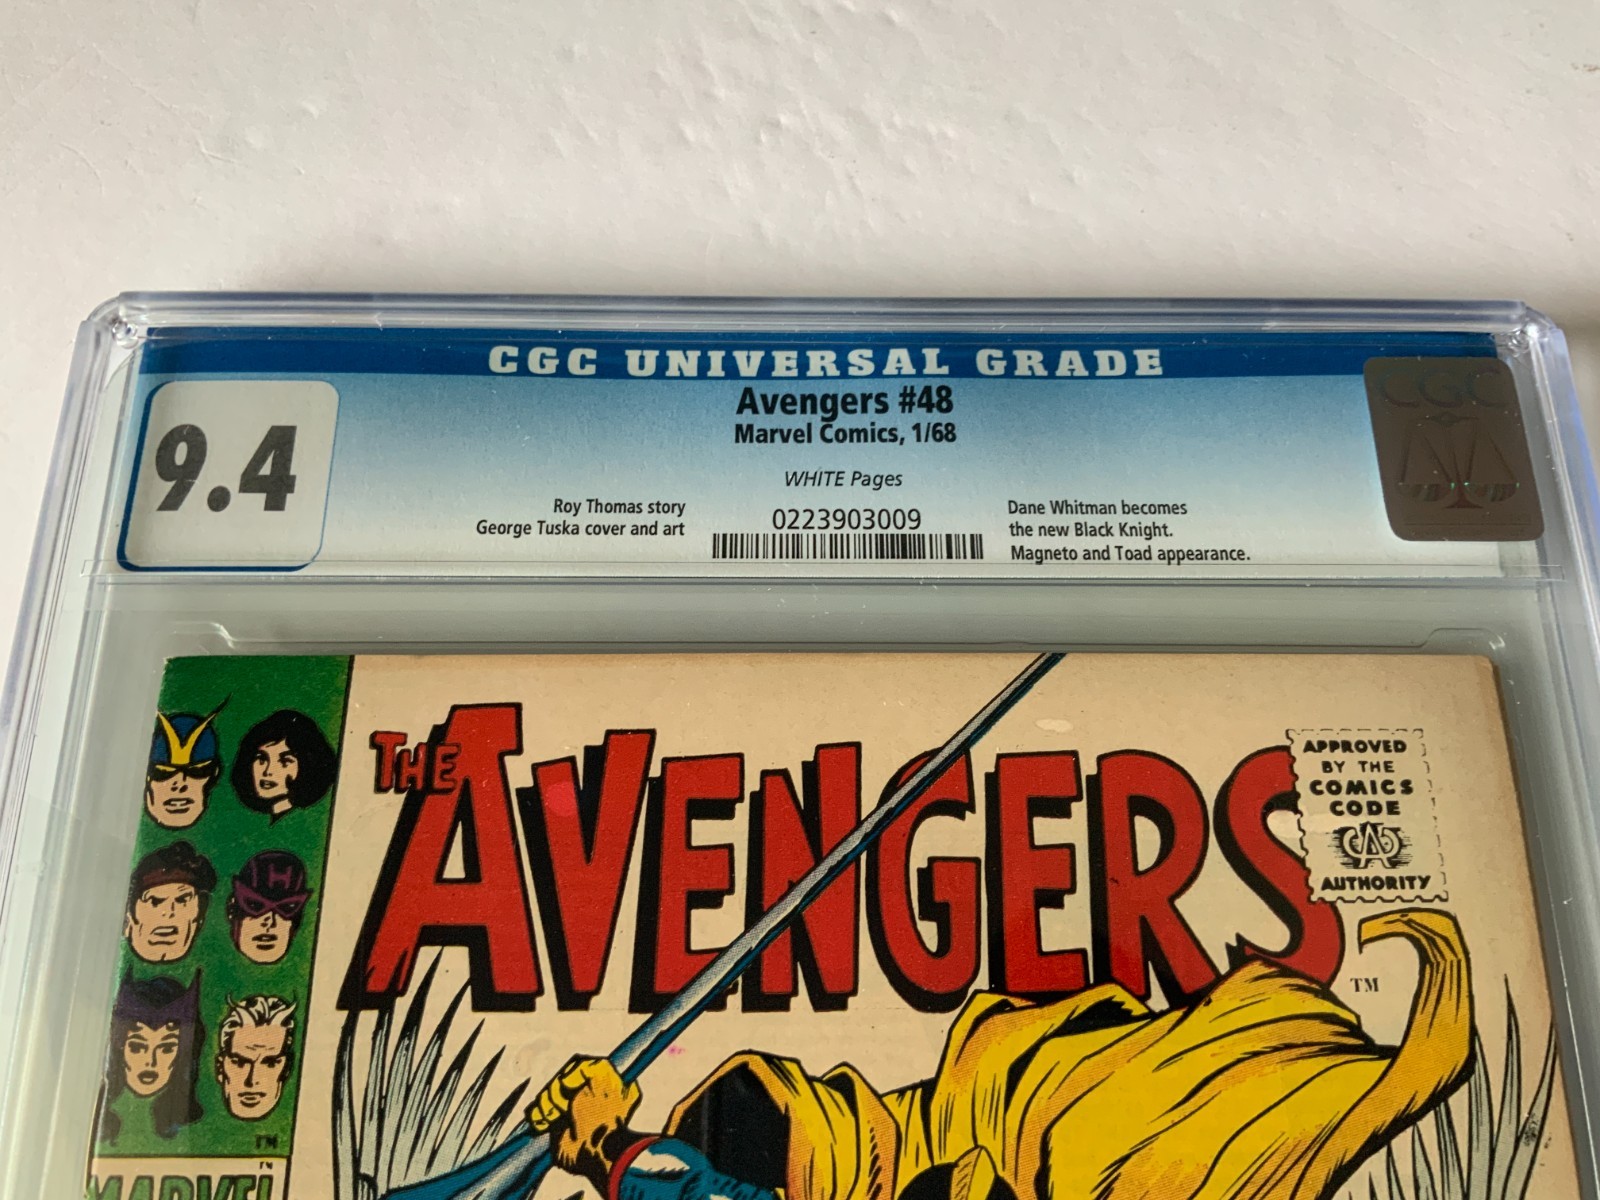 CGC UNIVERSAL GRADE
9.4
Avengers #48
Marvel Comics, 1/68
WHITE Pages
Roy Thomas story
George Tuska cover and art
0223903009
Dane Whitman becomes
the new Black Knight.
Magneto and Toad appearance.
CGC
THE AVENGERS
APPROVED
BY THE
COMICS
CODE
CA
AUTHORITY
TM
H
TM
MARVEL